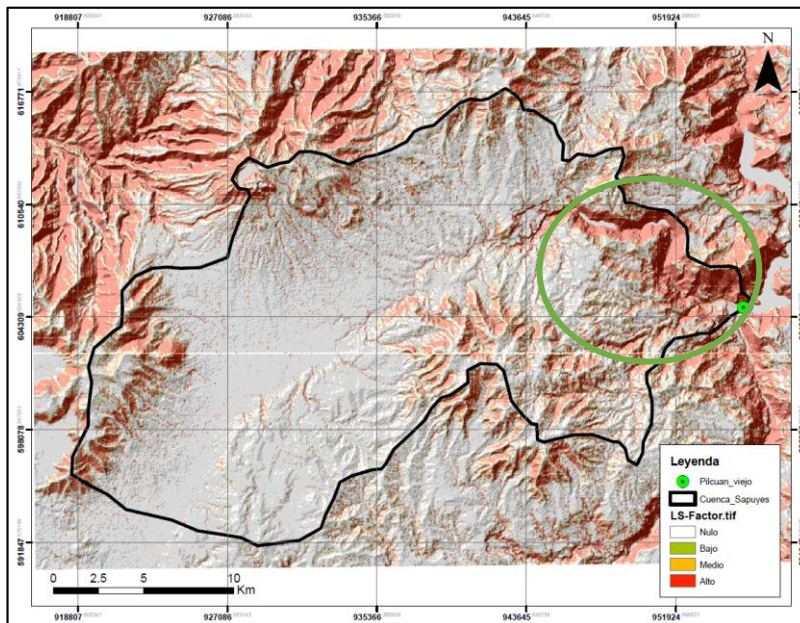 918807
927086
935366
943645
951924
N
616771
610540
604309
598078
591847
Leyenda
Pilcuan_viejo
Cuenca_Sapuyes
LS-Factor.tif
Nulo
Bajo
Medio
Alto
0 2.5 5 10
Km
918807
927086
935366
943645
951924